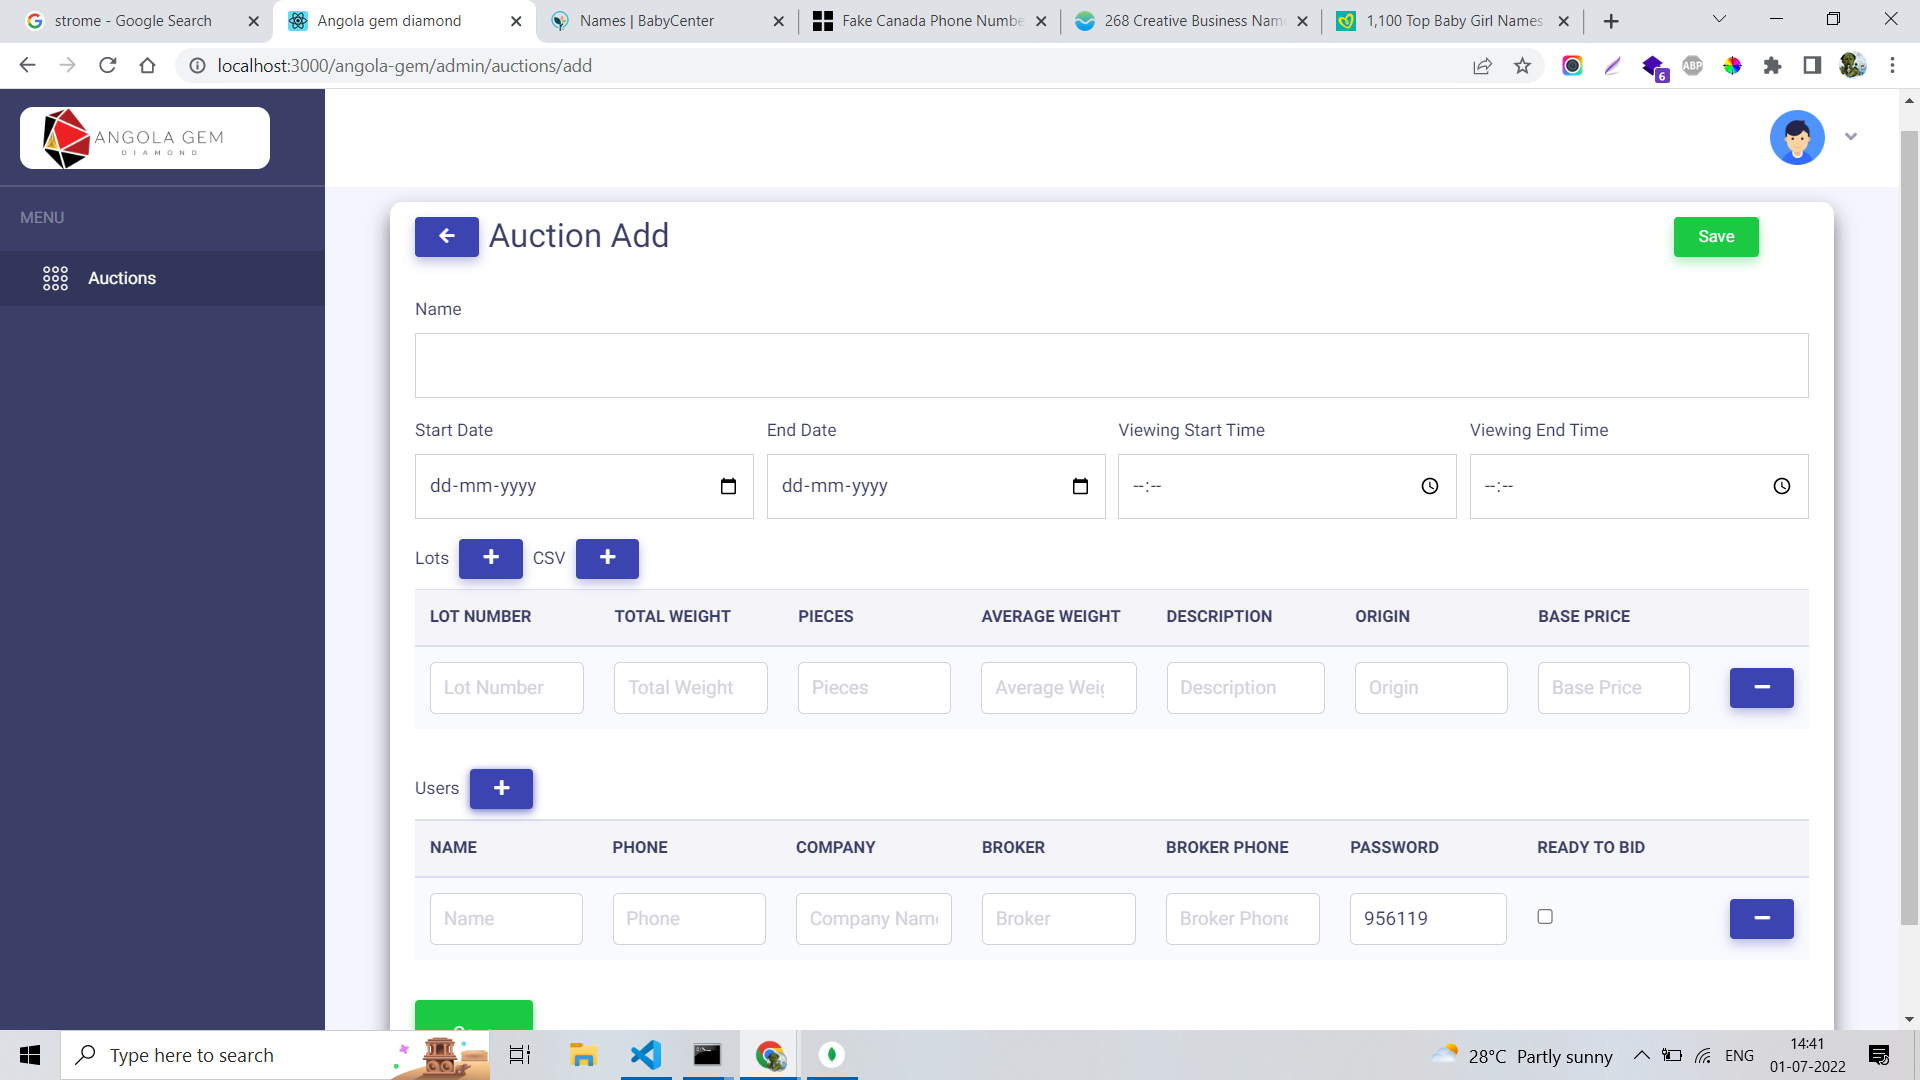 strome - Google Search
Angola gem diamond
Names | BabyCenter
Fake Canada Phone Numbe
268 Creative Business Nam
1,100 Top Baby Girl Names
localhost:3000/angola-gem/admin/auctions/add
6
ABP
ANGOLA GEM
DIAMOND
MENU
Auctions
Auction Add
Save
Name
Start Date
End Date
Viewing Start Time
Viewing End Time
dd-mm-yyyy
dd-mm-yyyy
--:--
--:--
Lots
CSV
LOT NUMBER
TOTAL WEIGHT
PIECES
AVERAGE WEIGHT
DESCRIPTION
ORIGIN
BASE PRICE
Lot Number
Total Weight
Pieces
Average Weig
Description
Origin
Base Price
Users
NAME
PHONE
COMPANY
BROKER
BROKER PHONE
PASSWORD
READY TO BID
Name
Phone
Company Name
Broker
Broker Phone
956119
Type here to search
28°C Partly sunny
ENG
14:41
01-07-2022